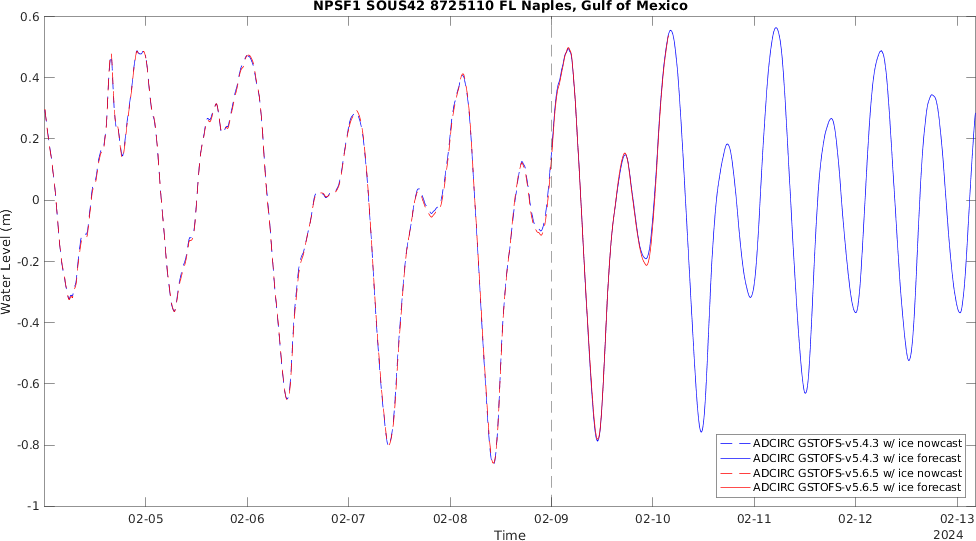 NPSF1 SOUS42 8725110 FL Naples, Gulf of Mexico
0.6
0.4
0.2
0
-0.2
-0.4
-0.6
-0.8
-1
Water Level (m)
02-05
02-06
02-07
02-08
02-09
02-10
02-11
02-12
02-13
2024
Time
ADCIRC GSTOFS-v5.4.3 w/ ice nowcast
ADCIRC GSTOFS-v5.4.3 w/ ice forecast
ADCIRC GSTOFS-v5.6.5 w/ ice nowcast
ADCIRC GSTOFS-v5.6.5 w/ ice forecast